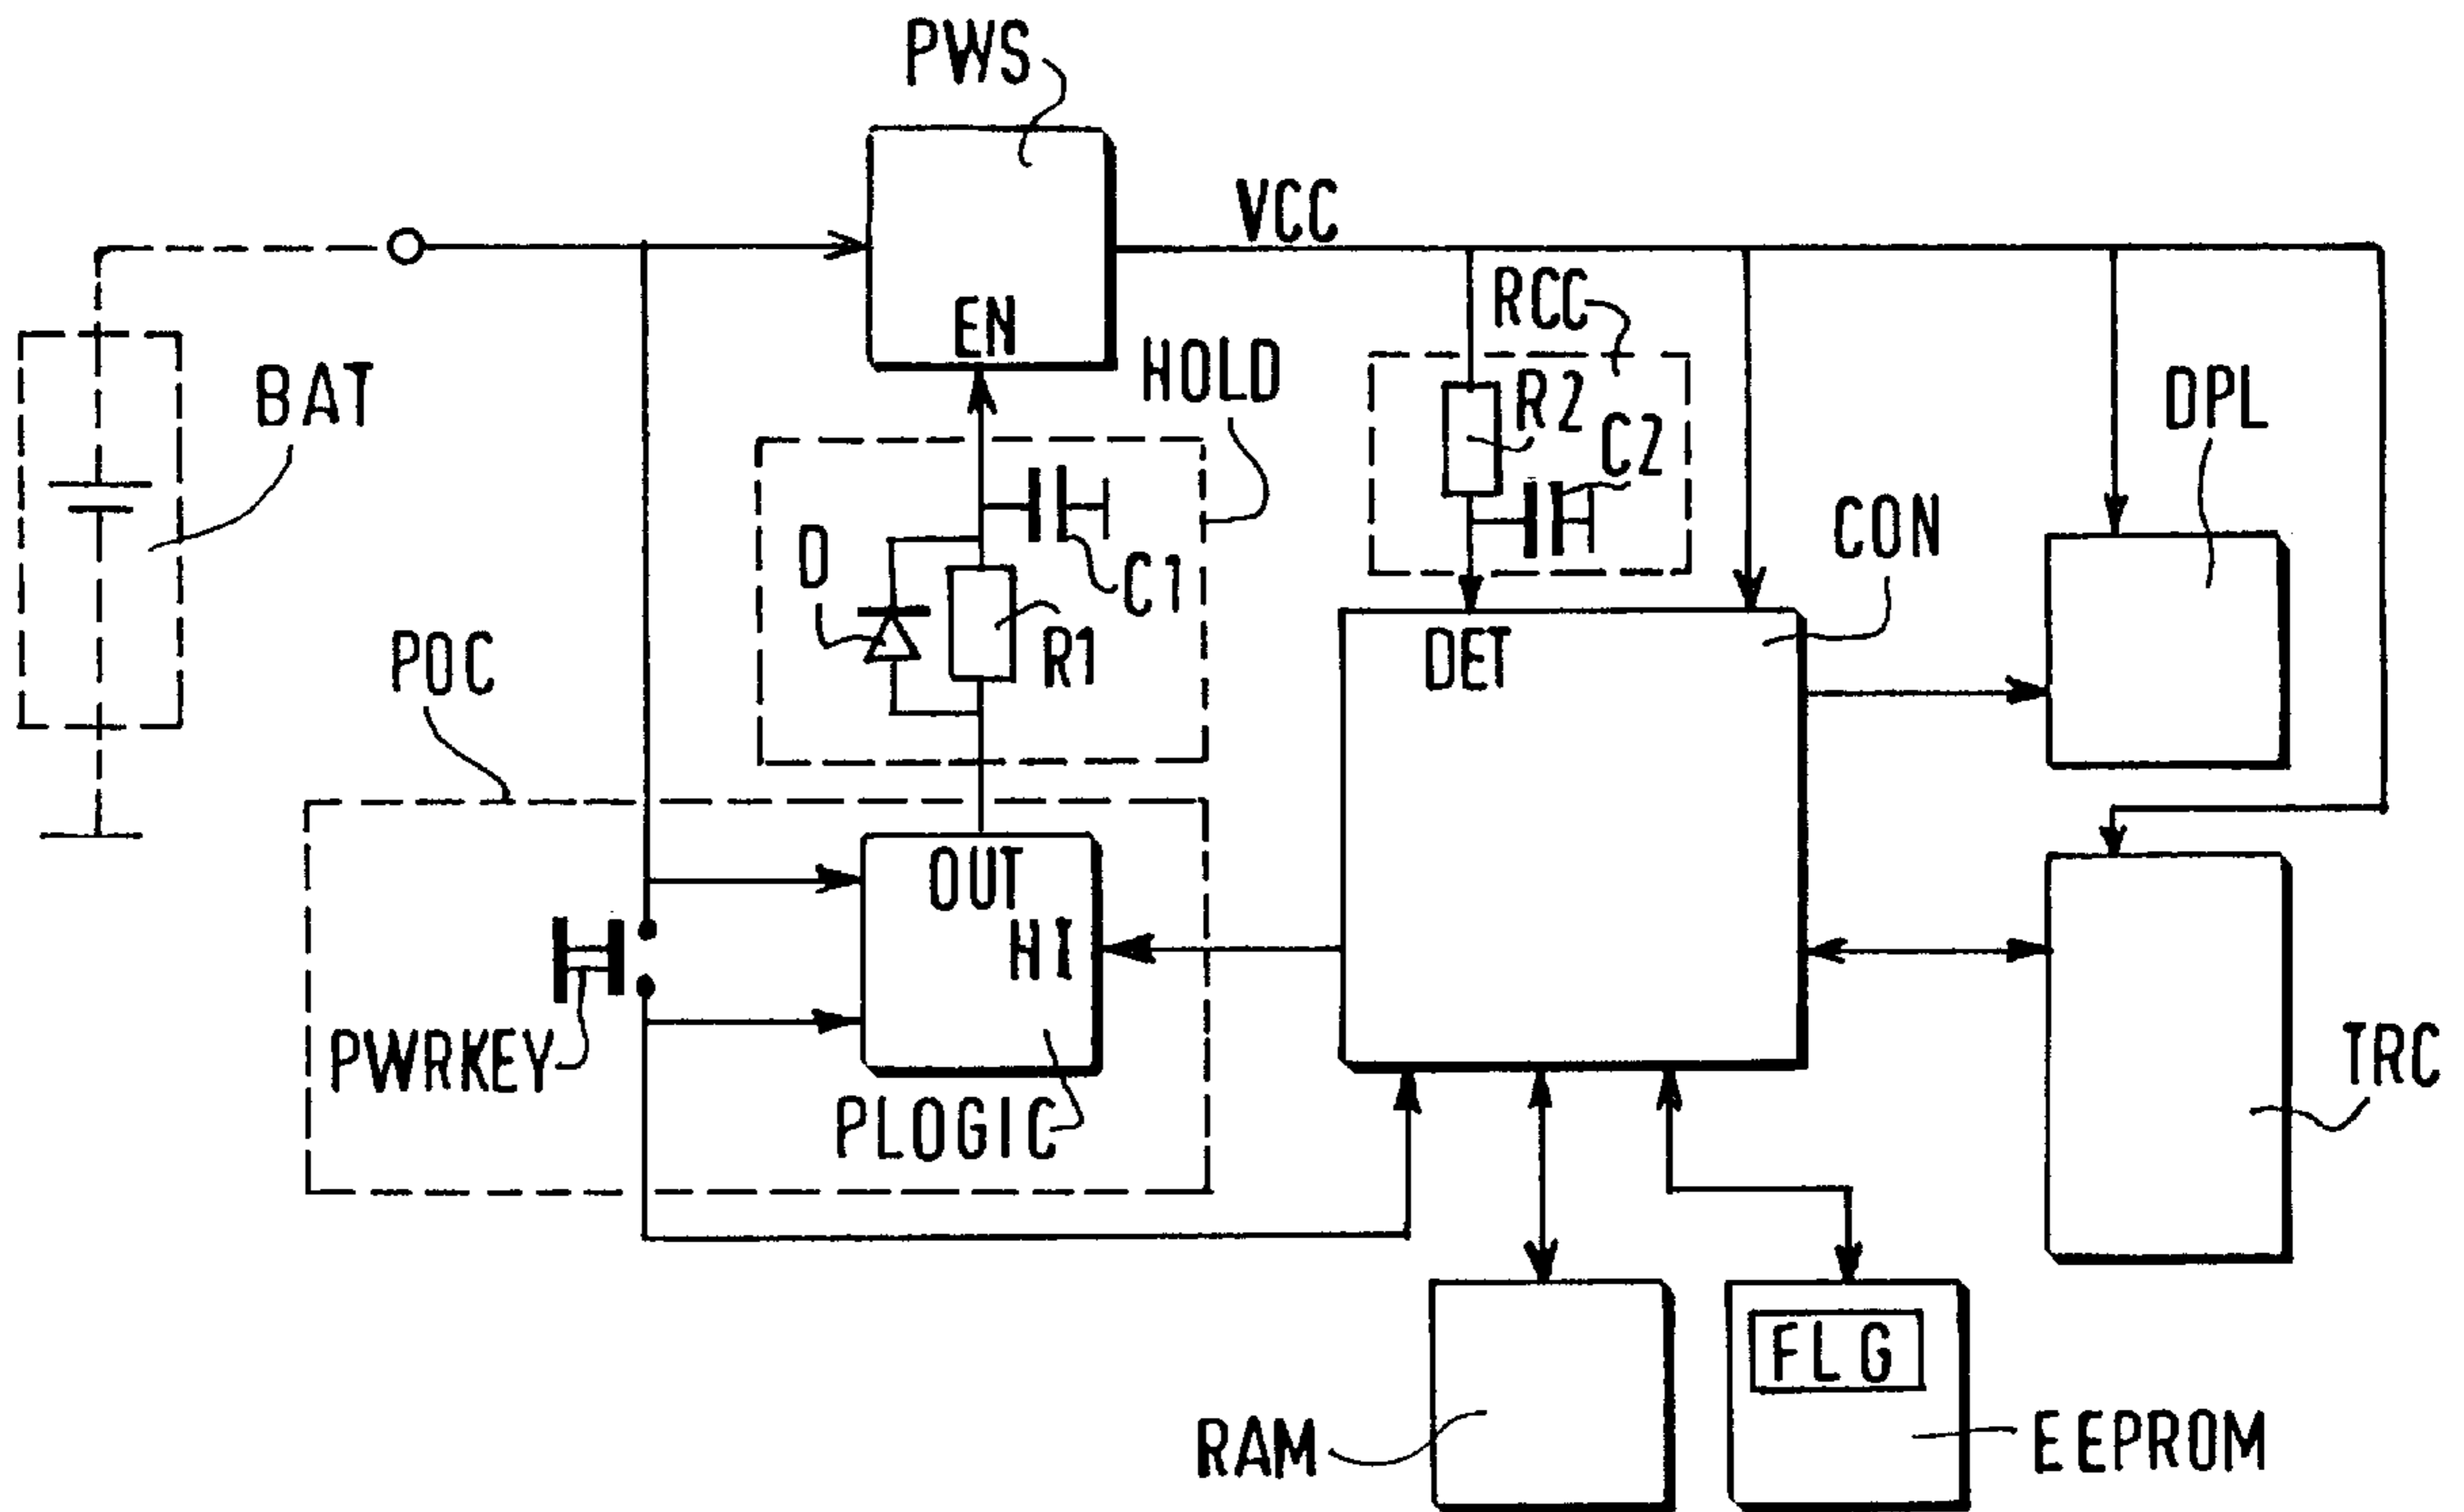 PWS
VCC
EN
HOLD
RCC
R2
C2
DPL
BAT
D
C1
R1
CON
DET
POC
OUT
HI
PWRKEY
PLOGIC
TRC
FLG
RAM
EEPROM